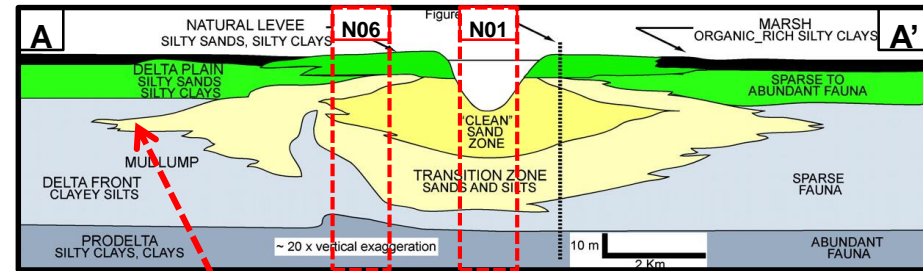 A
NATURAL LEVEE
SILTY SANDS, SILTY CLAYS
N06
Figure
N01
MARSH
ORGANIC_RICH SILTY CLAYS
A'
DELTA PLAIN
SILTY SANDS
SILTY CLAYS
SPARSE TO
ABUNDANT FAUNA
"CLEAN"
SAND
ZONE
MUDLUMP
DELTA FRONT
CLAYEY SILTS
TRANSITION ZONE
SANDS AND SILTS
SPARSE
FAUNA
PRODELTA
SILTY CLAYS, CLAYS
~ 20 x vertical exaggeration
10 m
2 Km
ABUNDANT
FAUNA